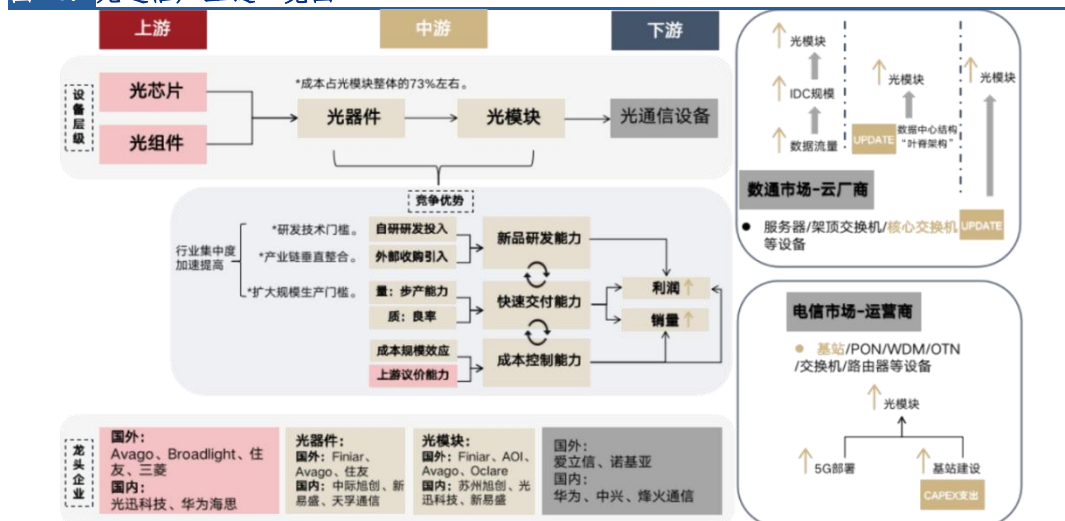 上游
中游
下游
设备层级
光芯片
光组件
*成本占光模块整体的73%左右。
光器件
光模块
光通信设备
竞争优势
行业集中度
加速提高
*研发技术门槛。
*产业链垂直整合。
*扩大规模生产门槛。
自研研发投入
外部收购引入
量：步产能力
质：良率
成本规模效应
上游议价能力
新品研发能力
快速交付能力
成本控制能力
利润
销量
龙头企业
国外：
Avago、Broadlight、住
友、三菱
国内：
光迅科技、华为海思
光器件：
国外：Finiar、
Avago、住友
国内：中际旭创、新
易盛、天孚通信
光模块：
国外：Finiar、AOI、
Avago、Oclare
国内：苏州旭创、光
迅科技、新易盛
国外：
爱立信、诺基亚
国内：
华为、中兴、烽火通信
光模块
IDC规模
数据流量
光模块
UPDATE
数据中心结构
“叶脊架构”
光模块
UPDATE
数通市场-云厂商
● 服务器/架顶交换机/核心交换机
等设备
电信市场-运营商
● 基站/PON/WDM/OTN
/交换机/路由器等设备
光模块
5G部署
基站建设
CAPEX支出